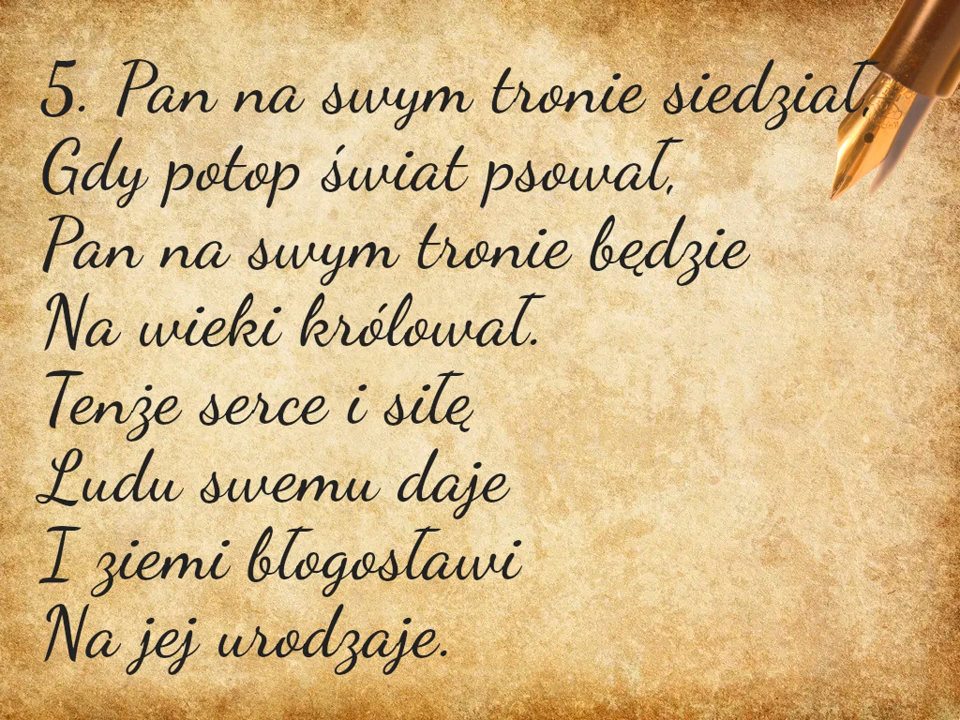 5. Pan na swym tronie siedział,
Gdy potop świat psował,
Pan na swym tronie będzie
Na wieki królował.
Tenże serce i siłę
Ludu swemu daje
I ziemi błogosławi
Na jej urodzaje.